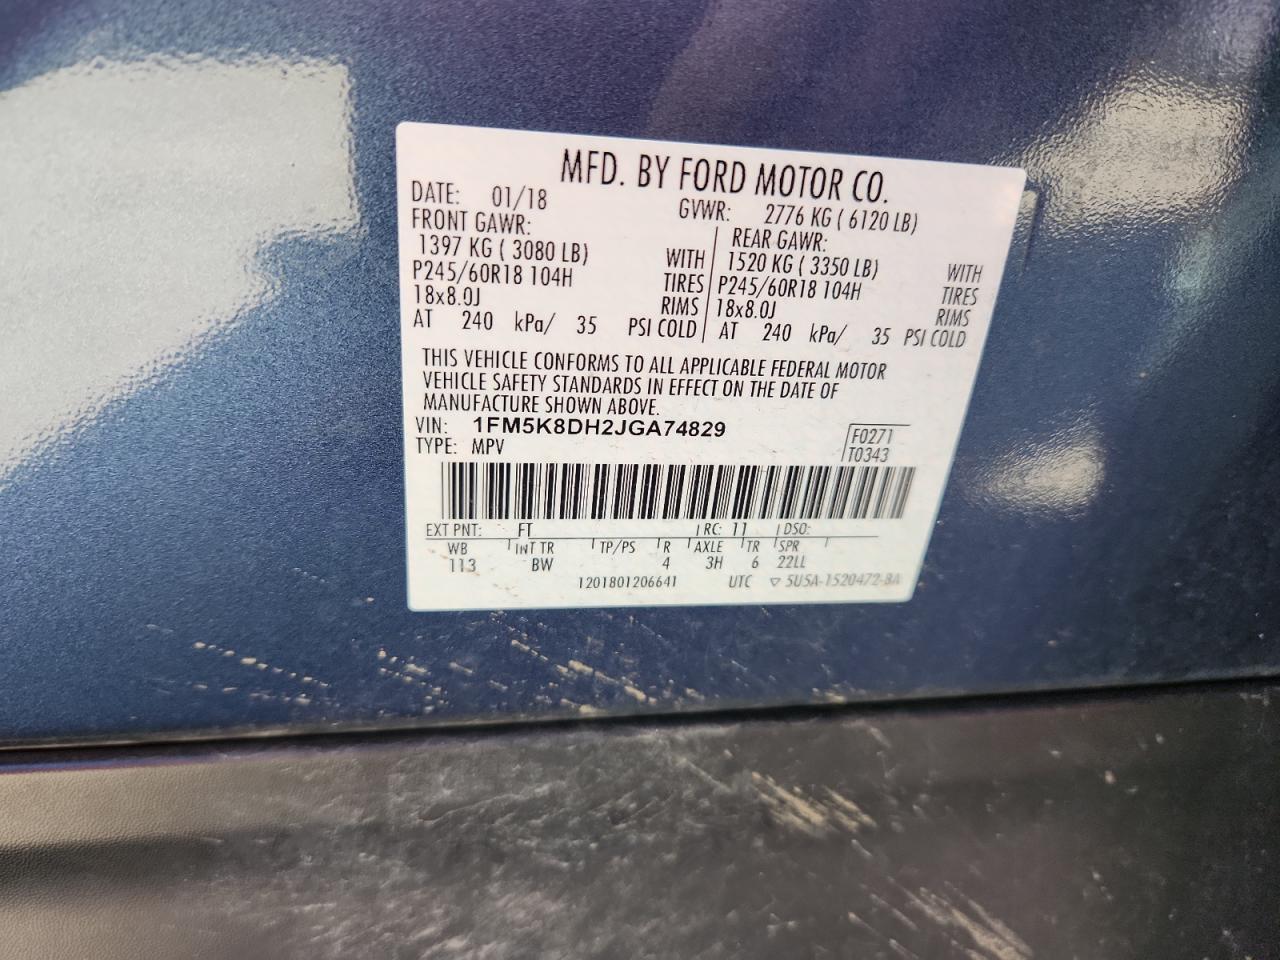 MFD. BY FORD MOTOR CO.
DATE: 01/18 GVWR: 2776 KG ( 6120 LB)
FRONT GAWR: REAR GAWR:
1397 KG ( 3080 LB) WITH 1520 KG ( 3350 LB) WITH
P245/60R18 104H TIRES P245/60R18 104H TIRES
18x8.0J RIMS 18x8.0J RIMS
AT 240 kPa/ 35 PSI COLD AT 240 kPa/ 35 PSI COLD
THIS VEHICLE CONFORMS TO ALL APPLICABLE FEDERAL MOTOR
VEHICLE SAFETY STANDARDS IN EFFECT ON THE DATE OF
MANUFACTURE SHOWN ABOVE.
VIN: 1FM5K8DH2JGA74829 F0271
TYPE: MPV T0343
EXT PNT: FT RC: 11 DSO:
WB INT TR TP/PS R AXLE TR SPR
113 BW 4 3H 6 22LL
1201801206641 UTC ▽ 5U5A-1520472-BA